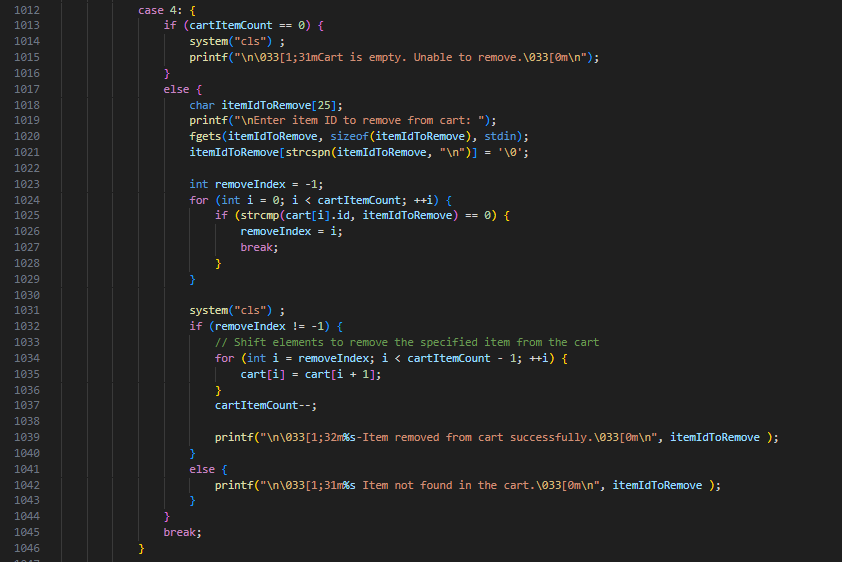 1012 case 4: {
1013 if (cartItemCount == 0) {
1014 system("cls") ;
1015 printf("\n\033[1;31mCart is empty. Unable to remove.\033[0m\n");
1016 }
1017 else {
1018 char itemIdToRemove[25];
1019 printf("\nEnter item ID to remove from cart: ");
1020 fgets(itemIdToRemove, sizeof(itemIdToRemove), stdin);
1021 itemIdToRemove[strcspn(itemIdToRemove, "\n")] = '\0';
1022
1023 int removeIndex = -1;
1024 for (int i = 0; i < cartItemCount; ++i) {
1025 if (strcmp(cart[i].id, itemIdToRemove) == 0) {
1026 removeIndex = i;
1027 break;
1028 }
1029 }
1030
1031 system("cls") ;
1032 if (removeIndex != -1) {
1033 // Shift elements to remove the specified item from the cart
1034 for (int i = removeIndex; i < cartItemCount - 1; ++i) {
1035 cart[i] = cart[i + 1];
1036 }
1037 cartItemCount--;
1038
1039 printf("\n\033[1;32m%s-Item removed from cart successfully.\033[0m\n", itemIdToRemove );
1040 }
1041 else {
1042 printf("\n\033[1;31m%s Item not found in the cart.\033[0m\n", itemIdToRemove );
1043 }
1044 }
1045 break;
1046 }